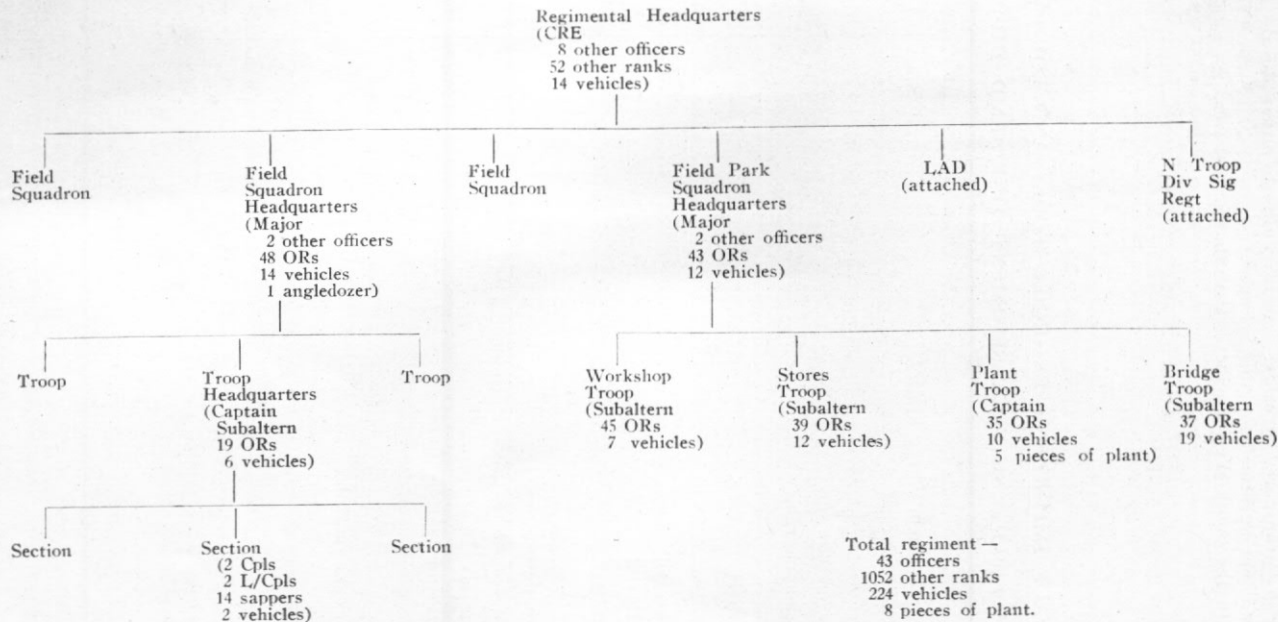 Regimental Headquarters
(CRE
8 other officers
52 other ranks
14 vehicles)
Field
Squadron
Field
Squadron
Headquarters
(Major
2 other officers
48 ORs
14 vehicles
1 angledozer)
Field
Squadron
Field Park
Squadron
Headquarters
(Major
2 other officers
43 ORs
12 vehicles)
LAD
(attached)
N Troop
Div Sig
Regt
(attached)
Troop
Troop
Headquarters
(Captain
Subaltern
19 ORs
6 vehicles)
Troop
Workshop
Troop
(Subaltern
45 ORs
7 vehicles)
Stores
Troop
(Subaltern
39 ORs
12 vehicles)
Plant
Troop
(Captain
35 ORs
10 vehicles
5 pieces of plant)
Bridge
Troop
(Subaltern
37 ORs
19 vehicles)
Section
Section
(2 Cpls
2 L/Cpls
14 sappers
2 vehicles)
Section
Total regiment —
43 officers
1052 other ranks
224 vehicles
8 pieces of plant.